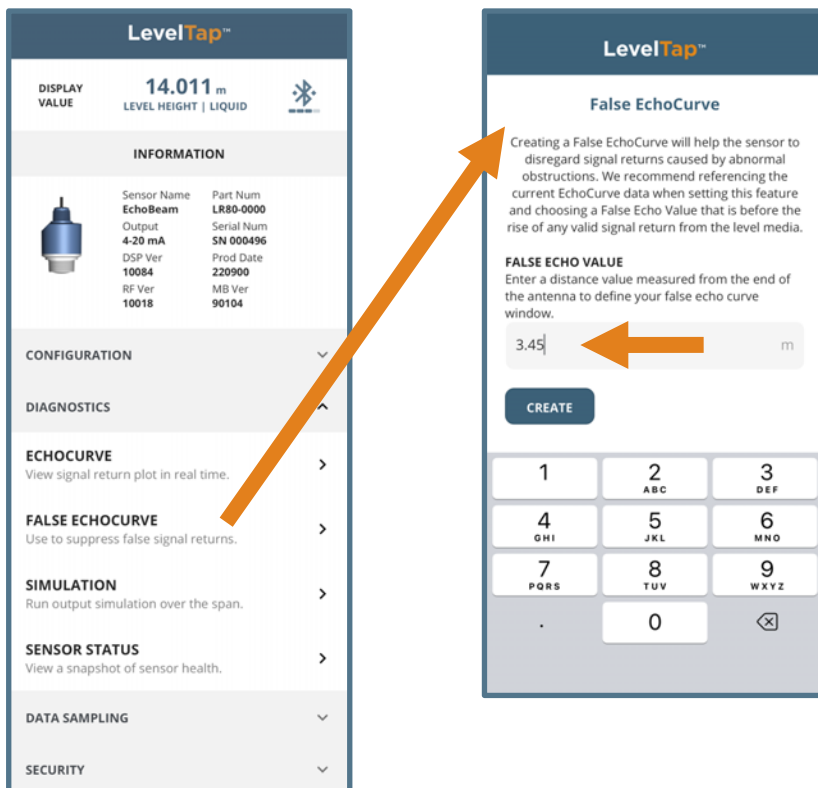 LevelTap™
DISPLAY
VALUE
14.011 m
LEVEL HEIGHT | LIQUID
INFORMATION
Sensor Name
EchoBeam
Output
4-20 mA
DSP Ver
10084
RF Ver
10018
Part Num
LR80-0000
Serial Num
SN 000496
Prod Date
220900
MB Ver
90104
CONFIGURATION
DIAGNOSTICS
ECHOCURVE
View signal return plot in real time.
FALSE ECHOCURVE
Use to suppress false signal returns.
SIMULATION
Run output simulation over the span.
SENSOR STATUS
View a snapshot of sensor health.
DATA SAMPLING
SECURITY
LevelTap™
False EchoCurve
Creating a False EchoCurve will help the sensor to
disregard signal returns caused by abnormal
obstructions. We recommend referencing the
current EchoCurve data when setting this feature
and choosing a False Echo Value that is before the
rise of any valid signal return from the level media.
FALSE ECHO VALUE
Enter a distance value measured from the end of
the antenna to define your false echo curve
window.
3.45 m
CREATE
1 2 3
ABC DEF
4 5 6
GHI JKL MNO
7 8 9
PQRS TUV WXYZ
. 0